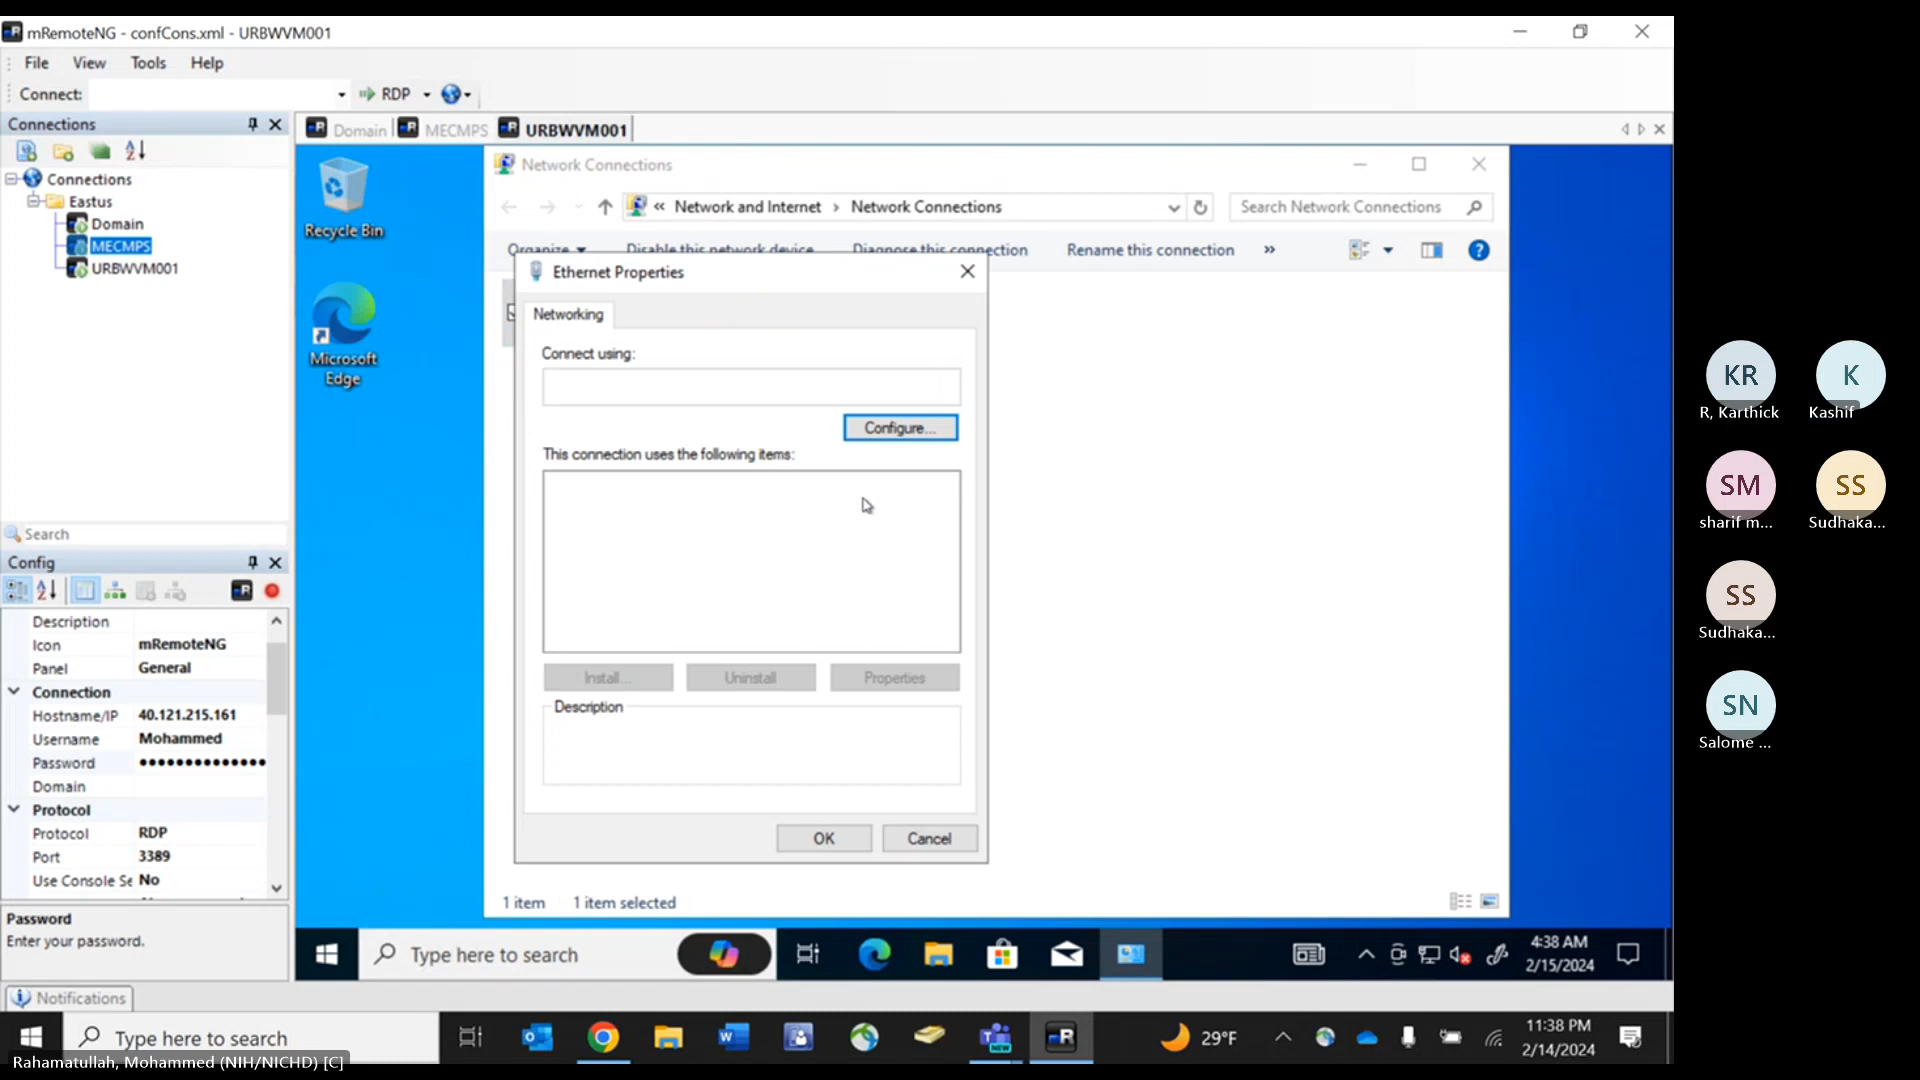 mRemoteNG - confCons.xml - URBWVM001
File View Tools Help
Connect: RDP
Connections
Connections
Eastus
Domain
MECMPS
URBWVM001
Search
Config
Description
Icon mRemoteNG
Panel General
Connection
Hostname/IP 40.121.215.161
Username Mohammed
Password ••••••••••••••
Domain
Protocol
Protocol RDP
Port 3389
Use Console Se No
Password
Enter your password.
Notifications
Domain MECMPS URBWVM001
Recycle Bin
Microsoft
Edge
Network Connections
« Network and Internet › Network Connections
Search Network Connections
Organize Disable this network device Diagnose this connection Rename this connection »
Ethernet Properties
Networking
Connect using:
Configure...
This connection uses the following items:
Install... Uninstall Properties
Description
OK Cancel
1 item 1 item selected
Type here to search
4:38 AM
2/15/2024
Type here to search
29°F
11:38 PM
2/14/2024
Rahamatullah, Mohammed (NIH/NICHD) [C]
KR K
R, Karthick Kashif
SM SS
sharif m... Sudhaka...
SS
Sudhaka...
SN
Salome ...